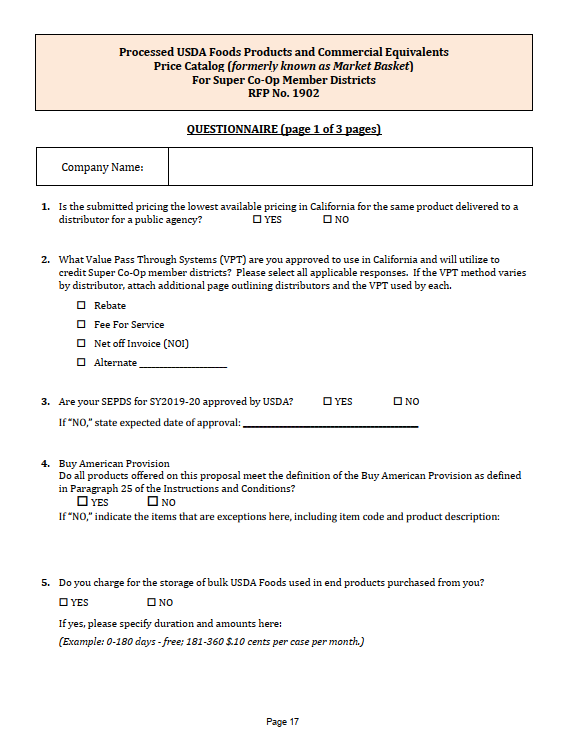 Processed USDA Foods Products and Commercial Equivalents
Price Catalog (formerly known as Market Basket)
For Super Co-Op Member Districts
RFP No. 1902
QUESTIONNAIRE (page 1 of 3 pages)
Company Name:
1. Is the submitted pricing the lowest available pricing in California for the same product delivered to a
distributor for a public agency? ☐ YES ☐ NO
2. What Value Pass Through Systems (VPT) are you approved to use in California and will utilize to
credit Super Co-Op member districts? Please select all applicable responses. If the VPT method varies
by distributor, attach additional page outlining distributors and the VPT used by each.
☐ Rebate
☐ Fee For Service
☐ Net off Invoice (NOI)
☐ Alternate ____________________
3. Are your SEPDS for SY2019-20 approved by USDA? ☐ YES ☐ NO
If "NO," state expected date of approval: ________________________________________
4. Buy American Provision
Do all products offered on this proposal meet the definition of the Buy American Provision as defined
in Paragraph 25 of the Instructions and Conditions?
☐ YES ☐ NO
If "NO," indicate the items that are exceptions here, including item code and product description:
5. Do you charge for the storage of bulk USDA Foods used in end products purchased from you?
☐ YES ☐ NO
If yes, please specify duration and amounts here:
(Example: 0-180 days - free; 181-360 $.10 cents per case per month.)
Page 17